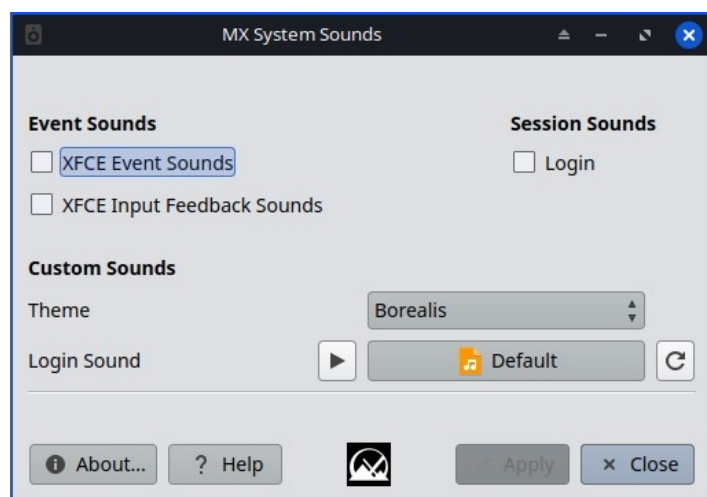 MX System Sounds
Event Sounds
Session Sounds
XFCE Event Sounds
Login
XFCE Input Feedback Sounds
Custom Sounds
Theme
Borealis
Login Sound
Default
About...
? Help
Apply
Close